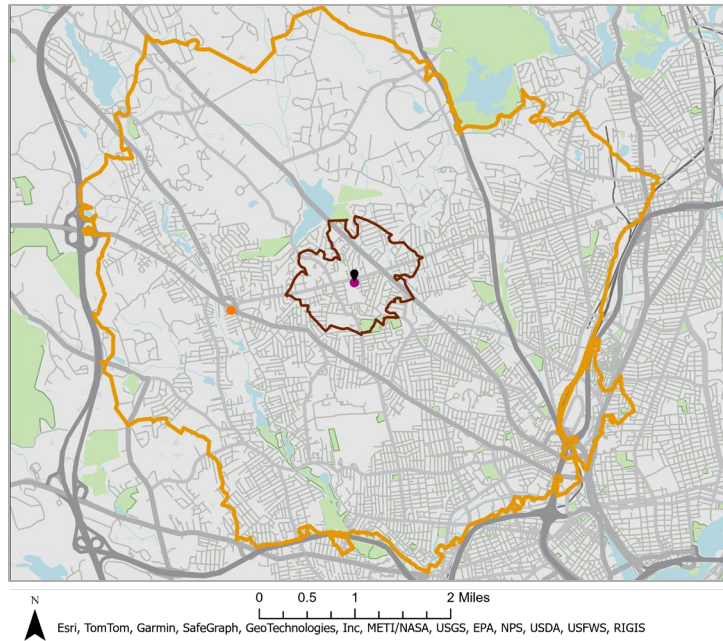 0 0.5 1 2 Miles
N
Esri, TomTom, Garmin, SafeGraph, GeoTechnologies, Inc, METI/NASA, USGS, EPA, NPS, USDA, USFWS, RIGIS